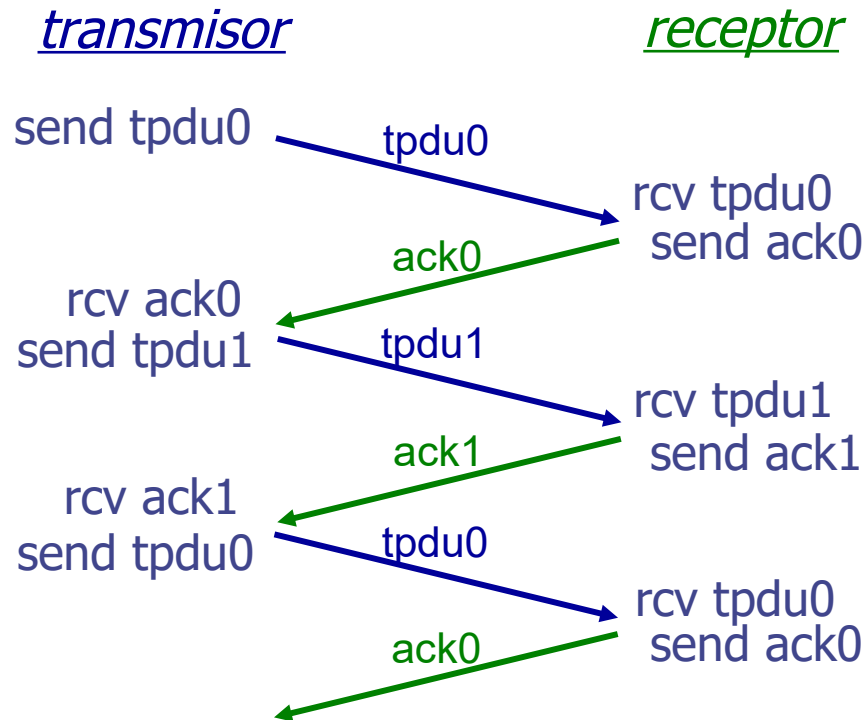 transmisor
receptor
send tpdu0
tpdu0
rcv tpdu0
send ack0
ack0
rcv ack0
send tpdu1
tpdu1
rcv tpdu1
send ack1
ack1
rcv ack1
send tpdu0
tpdu0
rcv tpdu0
send ack0
ack0